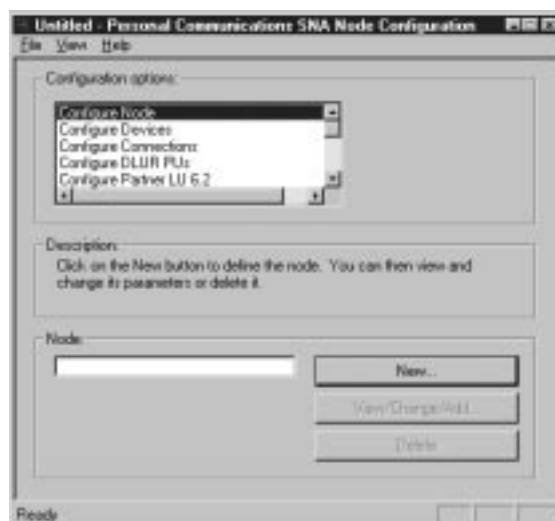 Untitled - Personal Communications SNA Node Configuration
File View Help
Configuration options:
Configure Node
Configure Devices
Configure Connections
Configure DLUR PUs
Configure Partner LU 6.2
Description:
Click on the New button to define the node. You can then view and
change its parameters or delete it.
Node:
New...
View/Change/Add...
Delete
Ready